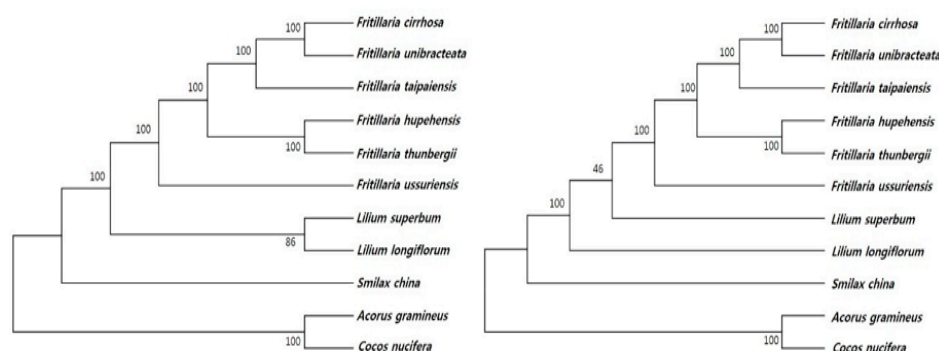 100
Fritillaria cirrhosa
100
Fritillaria unibracteata
100
Fritillaria taipaiensis
100
Fritillaria hupehensis
100
Fritillaria thunbergii
100
Fritillaria ussuriensis
Lilium superbum
86
Lilium longiflorum
Smilax china
Acorus gramineus
100
Cocos nucifera
100
Fritillaria cirrhosa
100
Fritillaria unibracteata
100
Fritillaria taipaiensis
100
Fritillaria hupehensis
100
Fritillaria thunbergii
46
Fritillaria ussuriensis
100
Lilium superbum
Lilium longiflorum
Smilax china
Acorus gramineus
100
Cocos nucifera